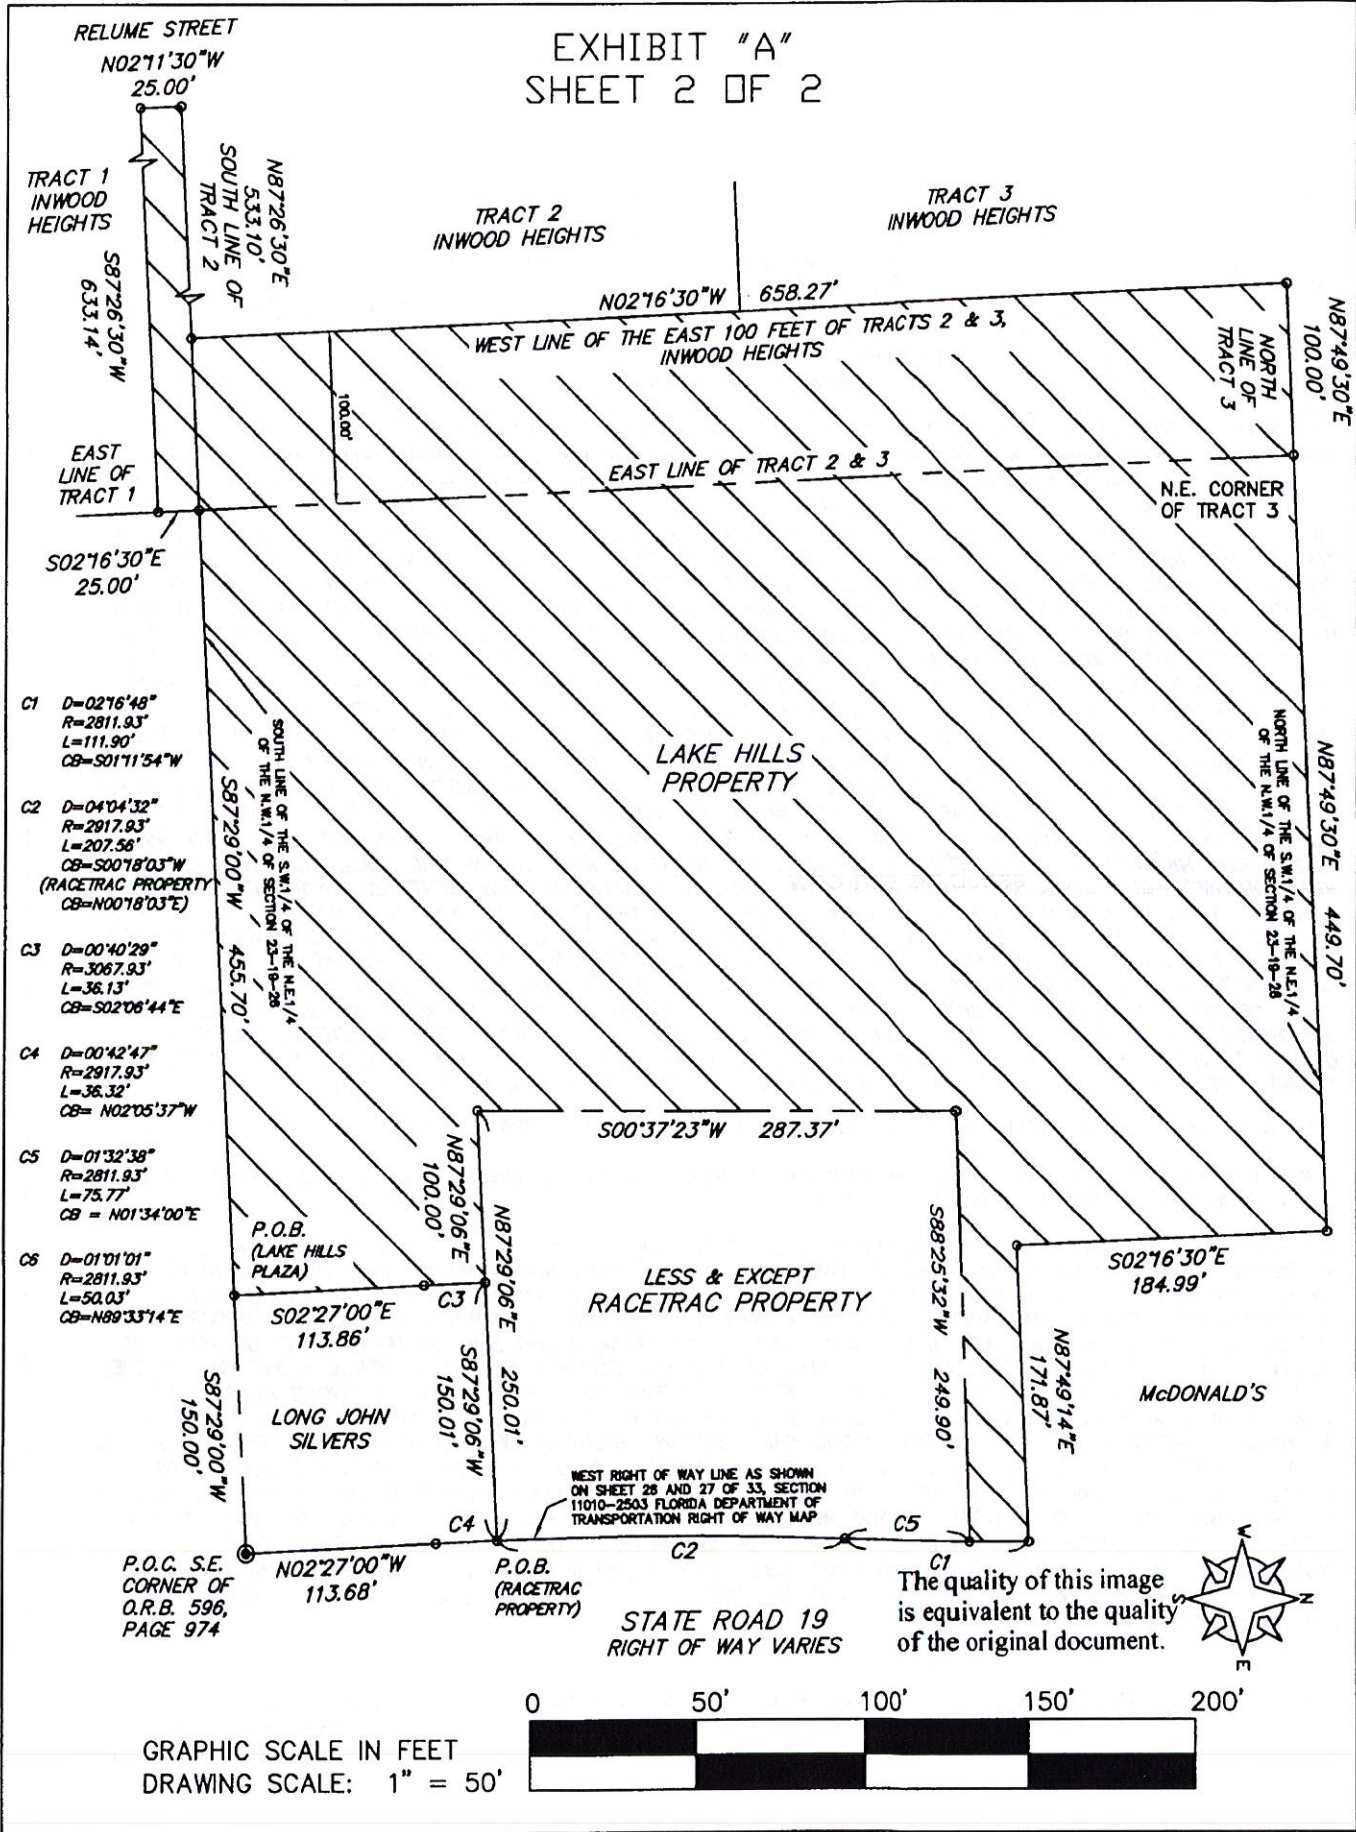 RELUME STREET
N02°11'30"W
25.00'
EXHIBIT "A"
SHEET 2 OF 2
TRACT 1
INWOOD
HEIGHTS
S87°26'30"W
633.14'
N87°26'30"E
533.10'
SOUTH LINE OF
TRACT 2
TRACT 2
INWOOD HEIGHTS
TRACT 3
INWOOD HEIGHTS
N02°16'30"W 658.27'
WEST LINE OF THE EAST 100 FEET OF TRACTS 2 & 3,
INWOOD HEIGHTS
NORTH
LINE OF
TRACT 3
N87°49'30"E
100.00'
100.00'
EAST
LINE OF
TRACT 1
EAST LINE OF TRACT 2 & 3
N.E. CORNER
OF TRACT 3
S02°16'30"E
25.00'
C1 D=02°16'48"
R=2811.93'
L=111.90'
CB=S01°11'54"W
C2 D=04°04'32"
R=2917.93'
L=207.56'
CB=S00°18'03"W
(RACETRAC PROPERTY
CB=N00°18'03"E)
C3 D=00°40'29"
R=3067.93'
L=36.13'
CB=S02°06'44"E
C4 D=00°42'47"
R=2917.93'
L=36.32'
CB= N02°05'37"W
C5 D=01°32'38"
R=2811.93'
L=75.77'
CB = N01°34'00"E
C6 D=01°01'01"
R=2811.93'
L=50.03'
CB=N89°33'14"E
SOUTH LINE OF THE S.W.1/4 OF THE N.E.1/4
OF THE N.W.1/4 OF SECTION 23-19-26
S87°29'00"W 455.70'
LAKE HILLS
PROPERTY
NORTH LINE OF THE S.W.1/4 OF THE N.E.1/4
OF THE N.W.1/4 OF SECTION 23-19-26
N87°49'30"E 449.70'
S00°37'23"W 287.37'
N87°29'06"E
100.00'
N87°29'06"E 250.01'
S87°29'06"W
150.01'
P.O.B.
(LAKE HILLS
PLAZA)
C3
S02°27'00"E
113.86'
LESS & EXCEPT
RACETRAC PROPERTY
S88°25'32"W 249.90'
S02°16'30"E
184.99'
N87°49'14"E
171.87'
McDONALD'S
S87°29'00"W
150.00'
LONG JOHN
SILVERS
WEST RIGHT OF WAY LINE AS SHOWN
ON SHEET 26 AND 27 OF 33, SECTION
11010-2503 FLORIDA DEPARTMENT OF
TRANSPORTATION RIGHT OF WAY MAP
C4
C2
C5
C1
P.O.C. S.E.
CORNER OF
O.R.B. 596,
PAGE 974
N02°27'00"W
113.68'
P.O.B.
(RACETRAC
PROPERTY)
STATE ROAD 19
RIGHT OF WAY VARIES
The quality of this image
is equivalent to the quality
of the original document.
W
S
N
E
0 50' 100' 150' 200'
GRAPHIC SCALE IN FEET
DRAWING SCALE: 1" = 50'